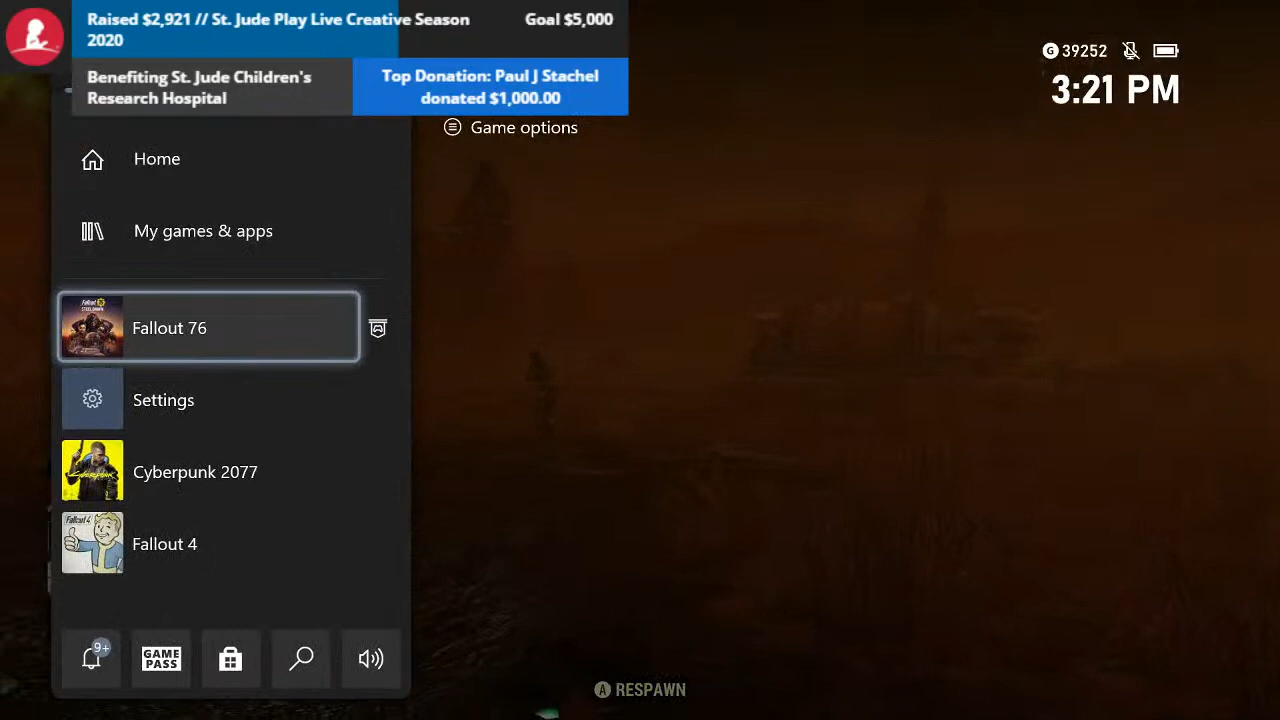 Raised $2,921 // St. Jude Play Live Creative Season
2020
Goal $5,000
Benefiting St. Jude Children's
Research Hospital
Top Donation: Paul J Stachel
donated $1,000.00
G 39252
3:21 PM
Game options
Home
My games & apps
Fallout 76
Settings
Cyberpunk 2077
Fallout 4
9+
GAME
PASS
A RESPAWN